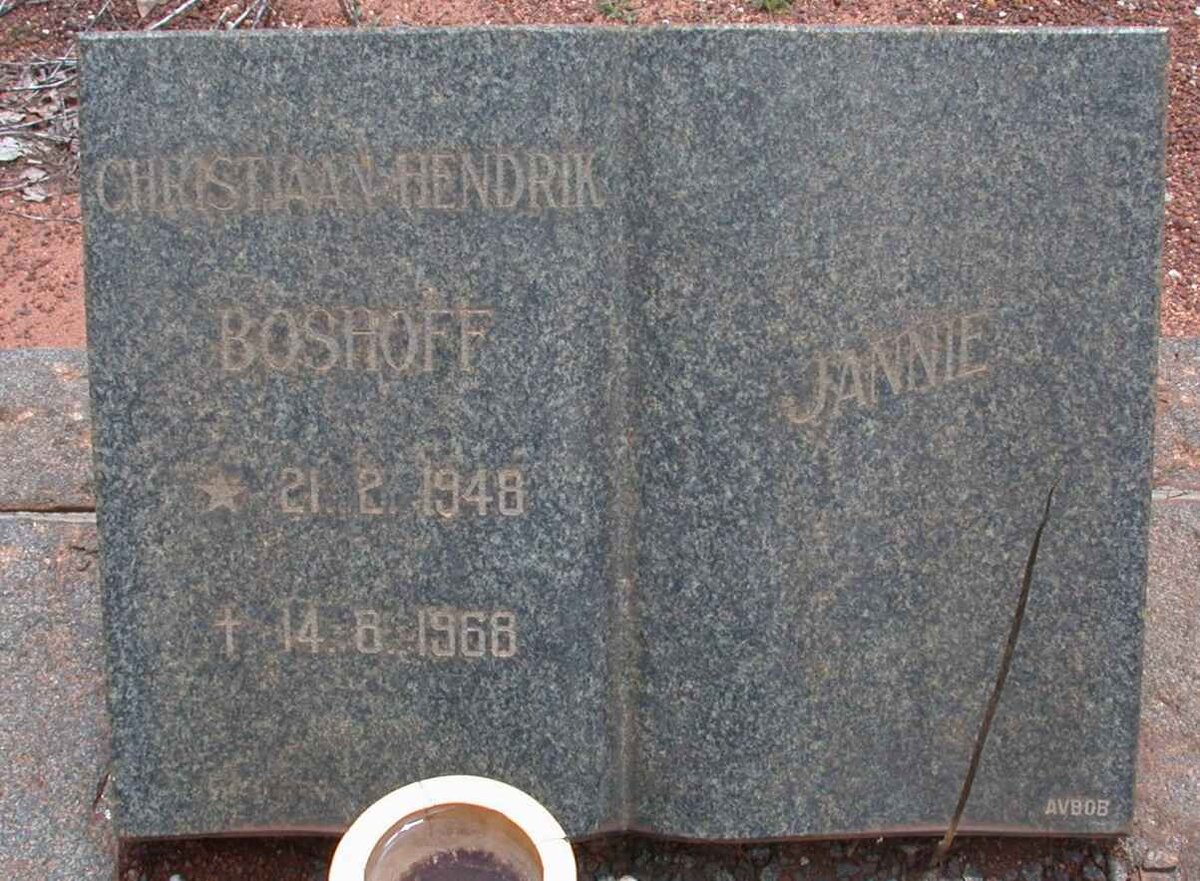 CHRISTIAAN HENDRIK
BOSHOFF
★ 21. 2. 1948
† 14. 8. 1968
JANNIE
AVBOB